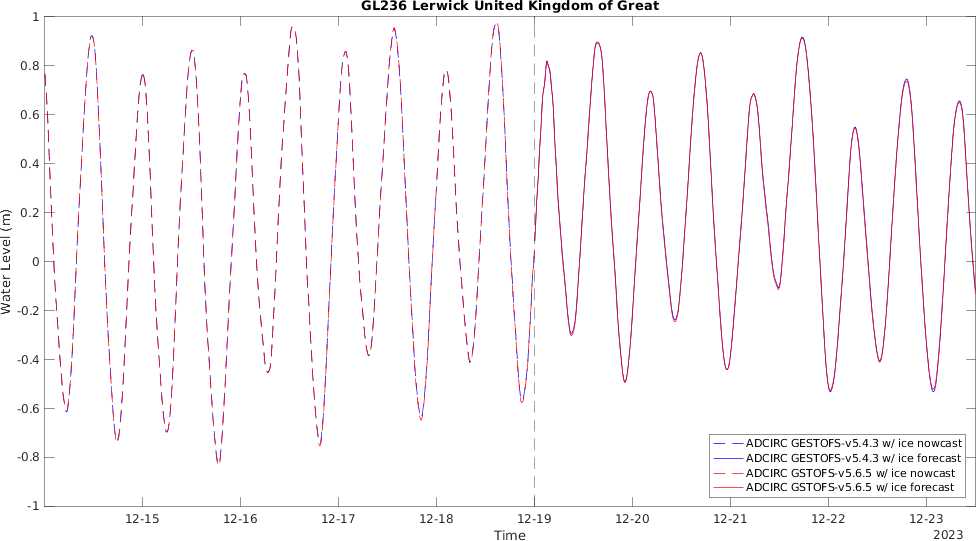 GL236 Lerwick United Kingdom of Great
1
0.8
0.6
0.4
0.2
0
-0.2
-0.4
-0.6
-0.8
-1
Water Level (m)
ADCIRC GESTOFS-v5.4.3 w/ ice nowcast
ADCIRC GESTOFS-v5.4.3 w/ ice forecast
ADCIRC GSTOFS-v5.6.5 w/ ice nowcast
ADCIRC GSTOFS-v5.6.5 w/ ice forecast
12-15 12-16 12-17 12-18 12-19 12-20 12-21 12-22 12-23
Time
2023